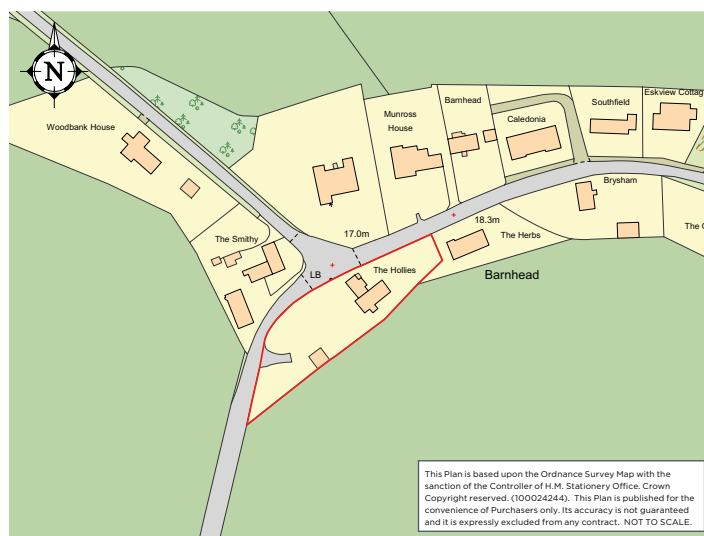 N
Woodbank House
Munross
House
Barnhead
Caledonia
Southfield
Eskview Cottag
Brysham
The Smithy
17.0m
18.3m
The Herbs
The C
LB
The Hollies
Barnhead
This Plan is based upon the Ordnance Survey Map with the
sanction of the Controller of H.M. Stationery Office. Crown
Copyright reserved. (100024244). This Plan is published for the
convenience of Purchasers only. Its accuracy is not guaranteed
and it is expressly excluded from any contract. NOT TO SCALE.